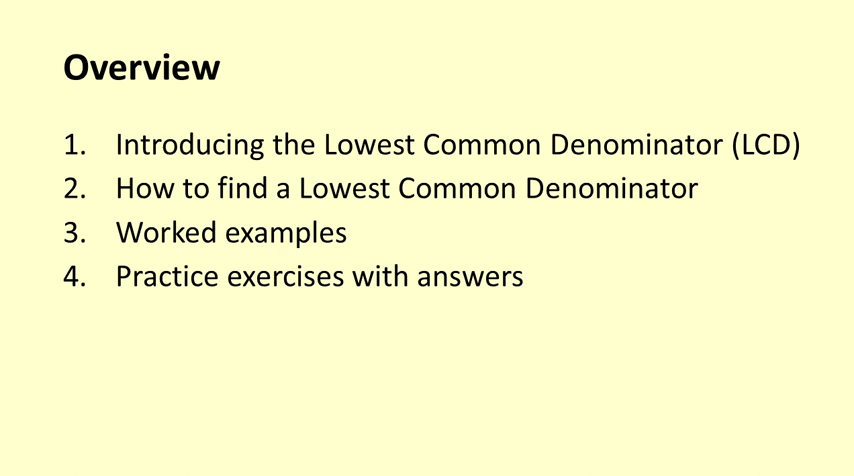 Overview
1. Introducing the Lowest Common Denominator (LCD)
2. How to find a Lowest Common Denominator
3. Worked examples
4. Practice exercises with answers